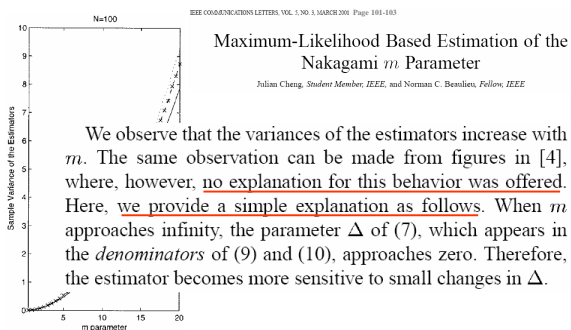 IEEE COMMUNICATIONS LETTERS, VOL. 5, NO. 3, MARCH 2001 Page 101-103
N=100
Maximum-Likelihood Based Estimation of the
Nakagami m Parameter
Julian Cheng, Student Member, IEEE, and Norman C. Beaulieu, Fellow, IEEE
10
9
8
7
6
5
4
3
2
1
0
Sample Variance of the Estimators
5 10 15 20
m parameter
We observe that the variances of the estimators increase with
m. The same observation can be made from figures in [4],
where, however, no explanation for this behavior was offered.
Here, we provide a simple explanation as follows. When m
approaches infinity, the parameter Δ of (7), which appears in
the denominators of (9) and (10), approaches zero. Therefore,
the estimator becomes more sensitive to small changes in Δ.